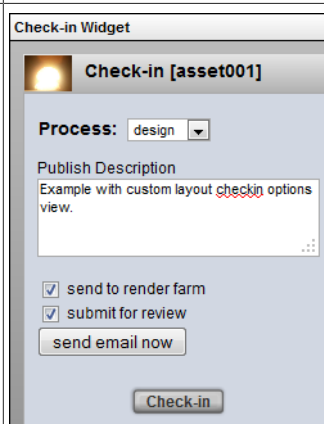 Check-in Widget
Check-in [asset001]
Process: design
Publish Description
Example with custom layout checkin options
view.
send to render farm
submit for review
send email now
Check-in